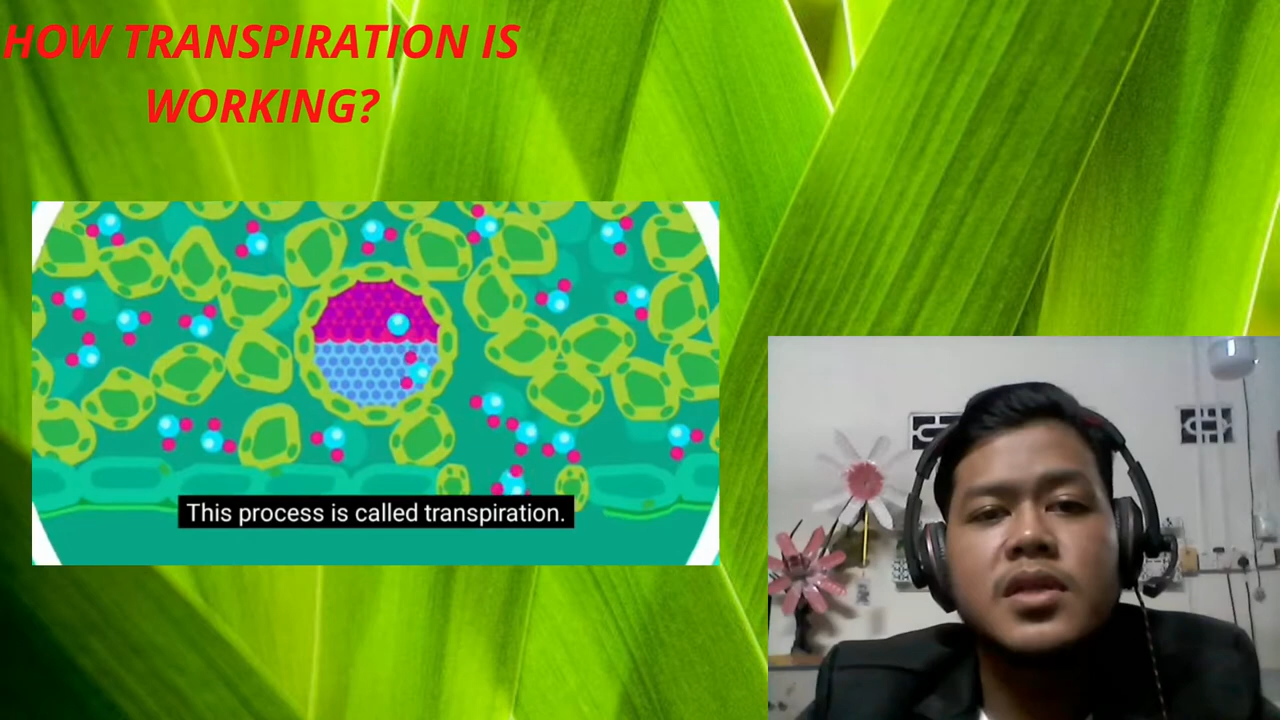 HOW TRANSPIRATION IS
WORKING?
This process is called transpiration.